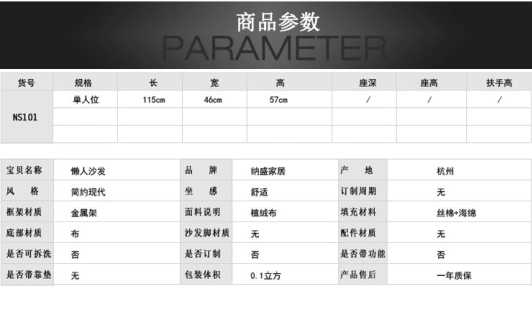 商品参数
PARAMETER
货号 规格 长 宽 高 座深 座高 扶手高
NS101 单人位 115cm 46cm 57cm / / /
宝贝名称 懒人沙发 品牌 纳盛家居 产地 杭州
风格 简约现代 坐感 舒适 订制周期 无
框架材质 金属架 面料说明 植绒布 填充材料 丝棉+海绵
底部材质 布 沙发脚材质 无 配件材质 无
是否可拆洗 否 是否订制 否 是否带功能 否
是否带靠垫 无 包装体积 0.1立方 产品售后 一年质保